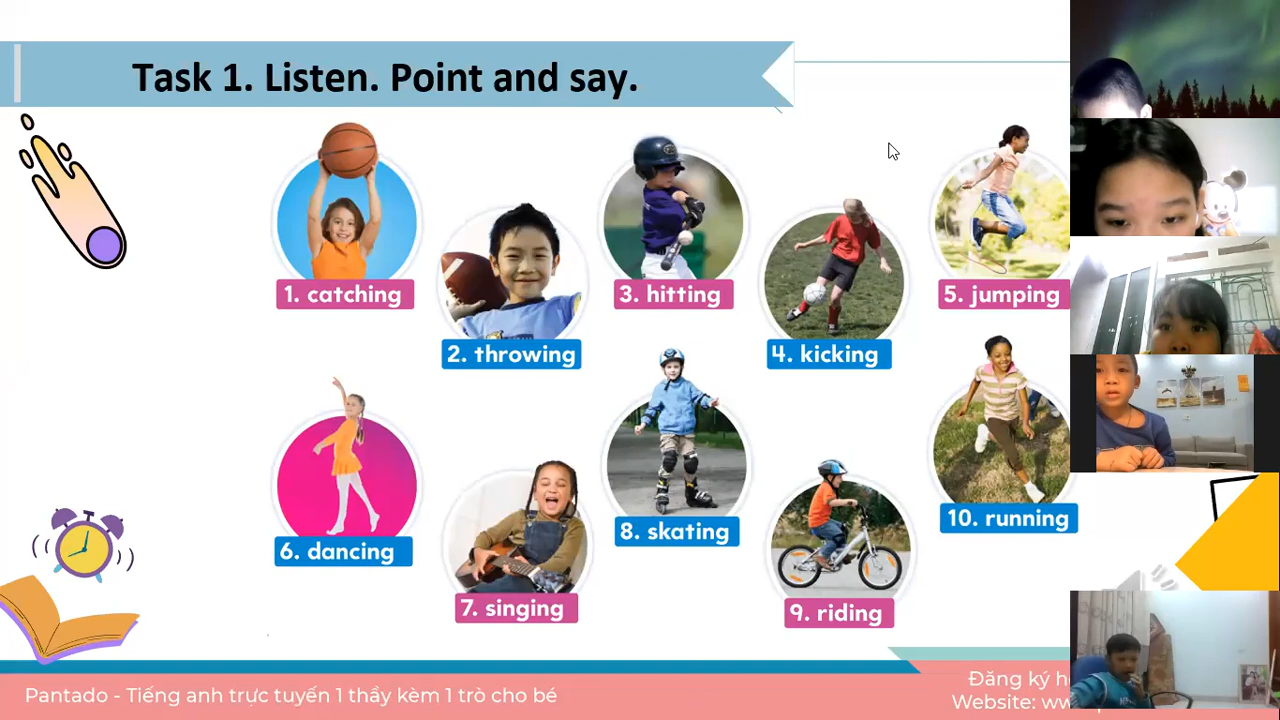 Task 1. Listen. Point and say.
1. catching
2. throwing
3. hitting
4. kicking
5. jumping
6. dancing
7. singing
8. skating
9. riding
10. running
Pantado - Tiếng anh trực tuyến 1 thầy kèm 1 trò cho bé
Đăng ký
Website: